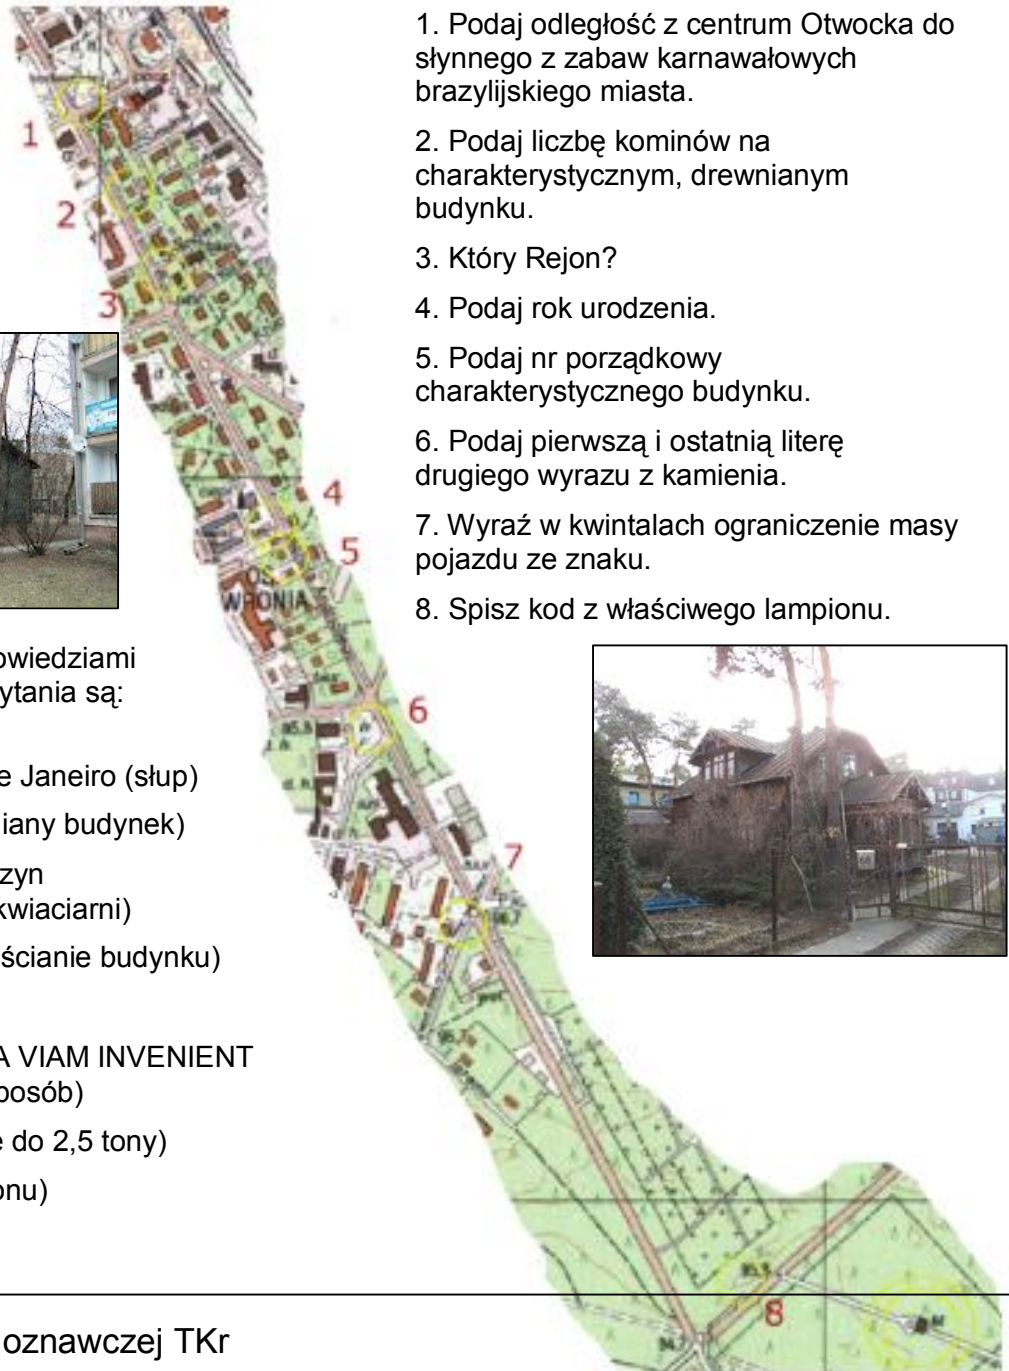 1. Podaj odległość z centrum Otwocka do
słynnego z zabaw karnawałowych
brazylijskiego miasta.
2. Podaj liczbę kominów na
charakterystycznym, drewnianym
budynku.
3. Który Rejon?
4. Podaj rok urodzenia.
5. Podaj nr porządkowy
charakterystycznego budynku.
6. Podaj pierwszą i ostatnią literę
drugiego wyrazu z kamienia.
7. Wyraź w kwintalach ograniczenie masy
pojazdu ze znaku.
8. Spisz kod z właściwego lampionu.
1
2
3
4
5
WRONIA
6
7
8
owiedziami
ytania są:
e Janeiro (słup)
iany budynek)
zyn
kwiaciarni)
ścianie budynku)
A VIAM INVENIENT
posób)
e do 2,5 tony)
onu)
oznawczej TKr